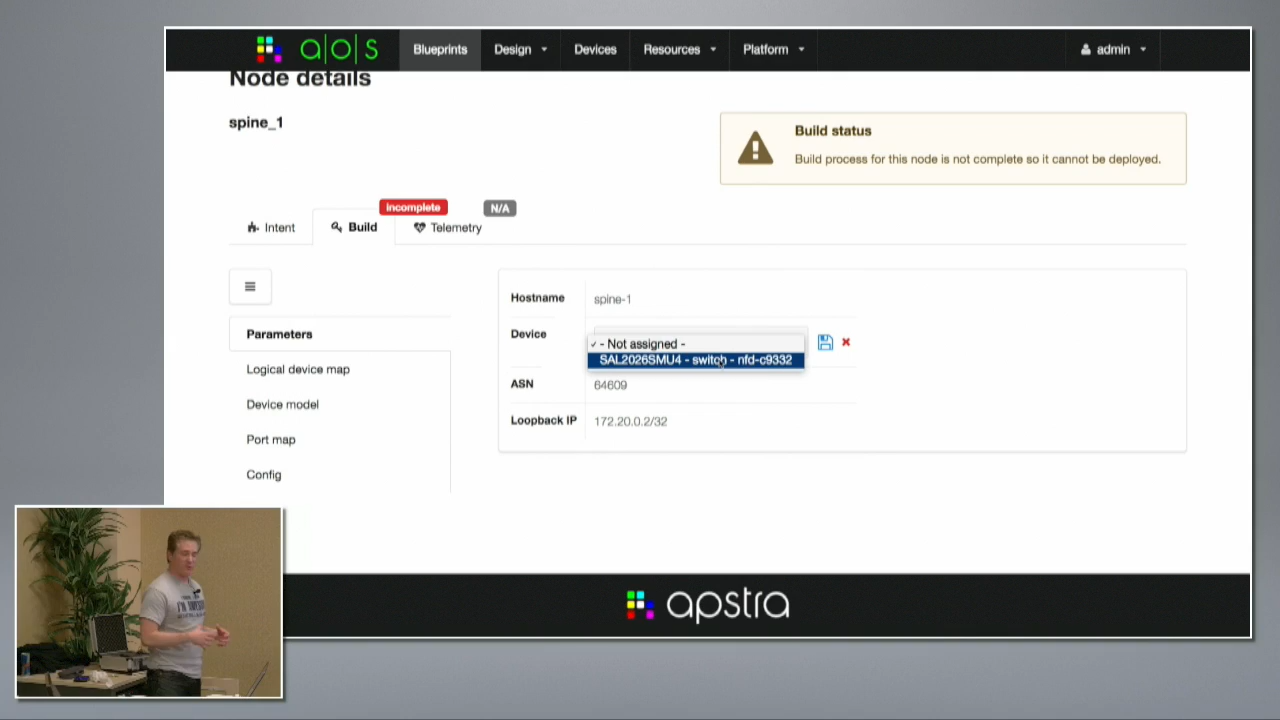 a|o|s Blueprints Design Devices Resources Platform admin
Node details
spine_1
Build status
Build process for this node is not complete so it cannot be deployed.
Incomplete N/A
Intent Build Telemetry
Parameters
Logical device map
Device model
Port map
Config
Hostname spine-1
Device - Not assigned -
SAL2026SMU4 - switch - nfd-c9332
ASN 64609
Loopback IP 172.20.0.2/32
apstra
I'M